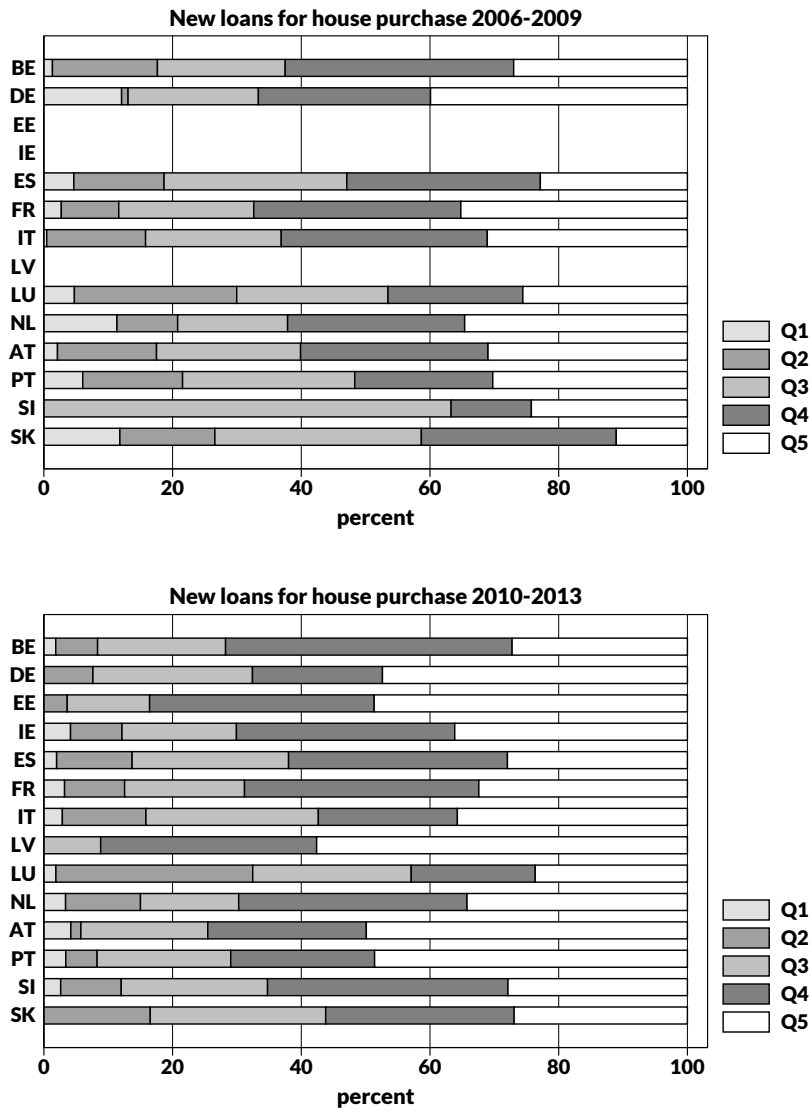 New loans for house purchase 2006-2009
BE
DE
EE
IE
ES
FR
IT
LV
LU
NL
AT
PT
SI
SK
0 20 40 60 80 100
percent
Q1
Q2
Q3
Q4
Q5
New loans for house purchase 2010-2013
BE
DE
EE
IE
ES
FR
IT
LV
LU
NL
AT
PT
SI
SK
0 20 40 60 80 100
percent
Q1
Q2
Q3
Q4
Q5